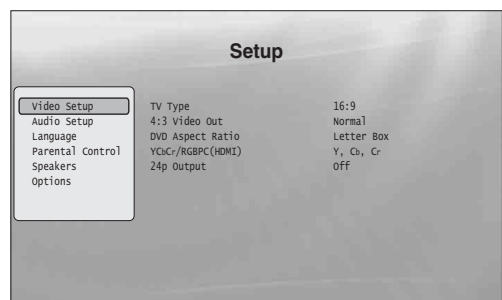 Setup
Video Setup
Audio Setup
Language
Parental Control
Speakers
Options
TV Type 16:9
4:3 Video Out Normal
DVD Aspect Ratio Letter Box
YCbCr/RGBPC(HDMI) Y, Cb, Cr
24p Output Off